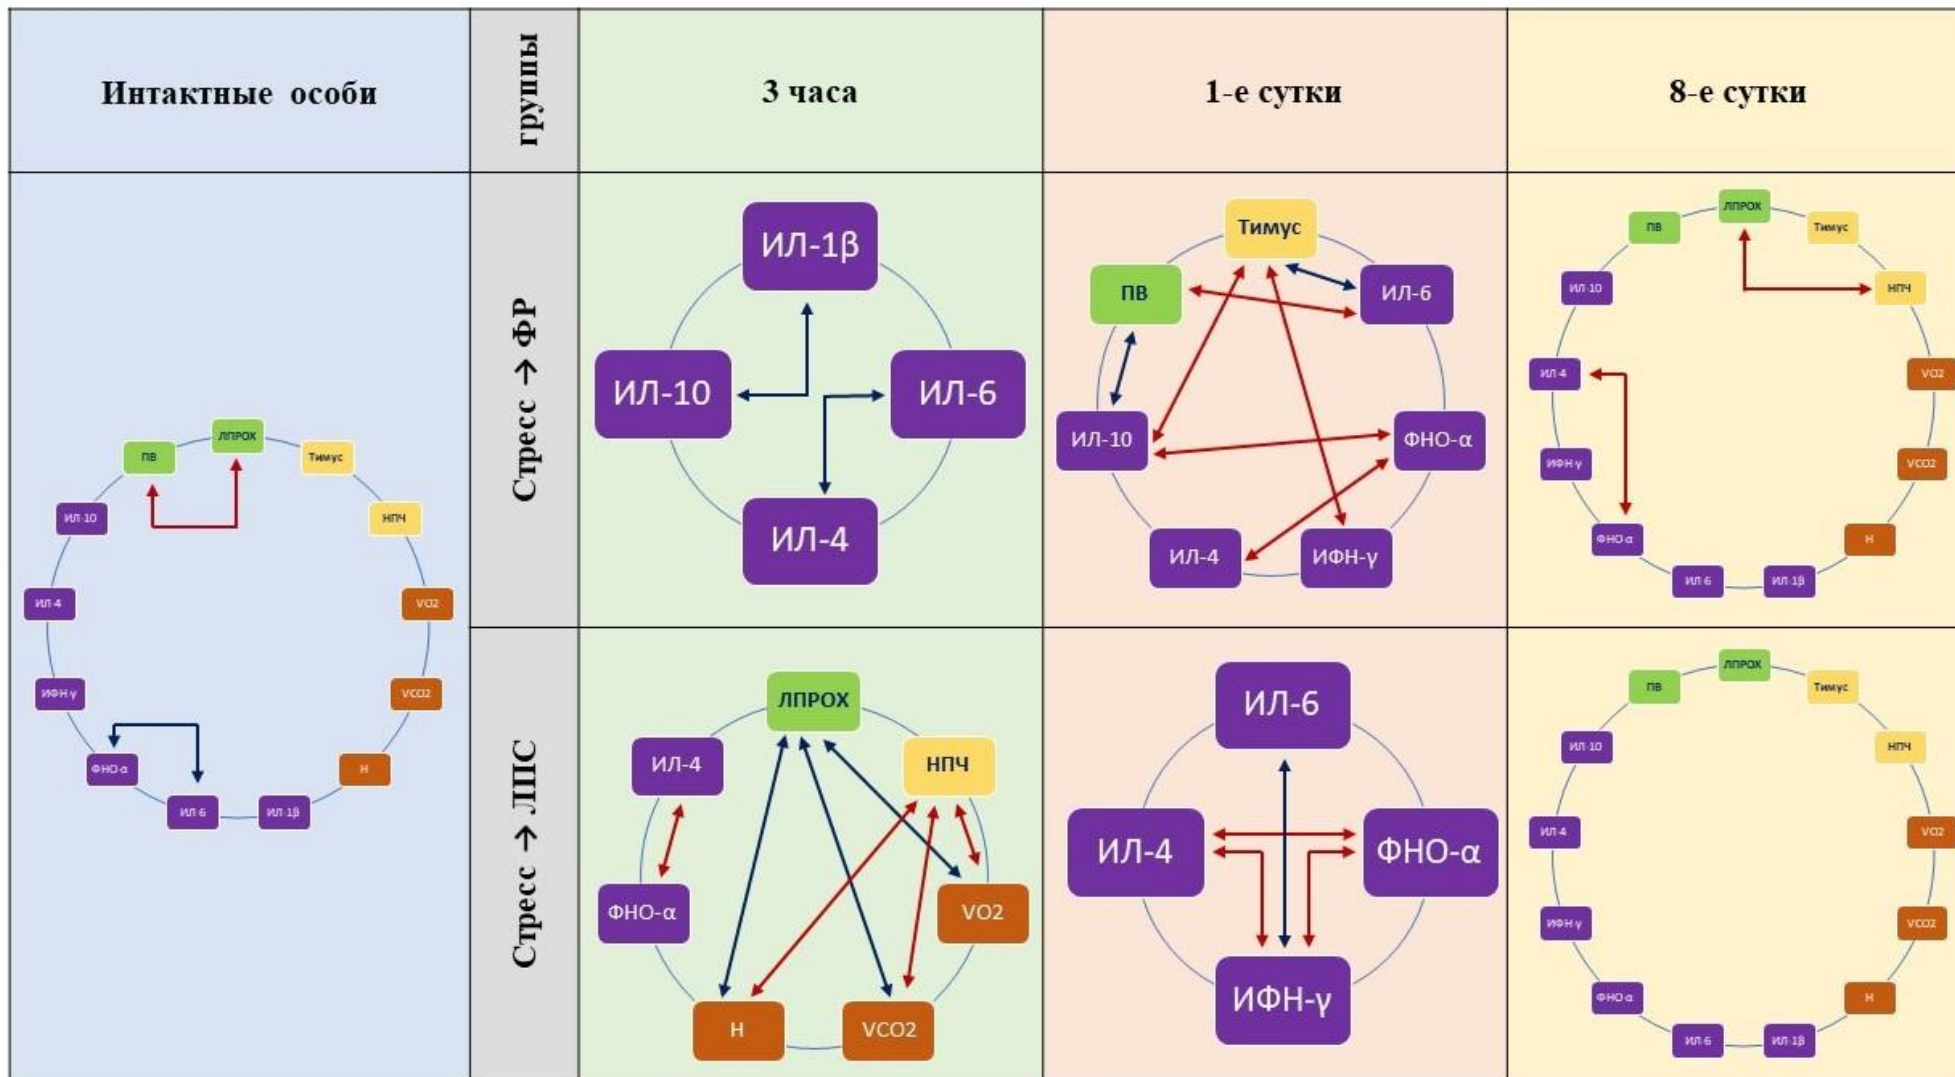 Интактные особи
группы
3 часа
1-е сутки
8-е сутки
ЛПРОХ
ПВ
Тимус
ИЛ-10
НПЧ
ИЛ-4
VO2
ИФН-γ
VCO2
ФНО-α
Н
ИЛ-6
ИЛ-1β
Стресс → ФР
ИЛ-1β
ИЛ-10
ИЛ-6
ИЛ-4
Тимус
ПВ
ИЛ-6
ИЛ-10
ФНО-α
ИЛ-4
ИФН-γ
ЛПРОХ
ПВ
Тимус
ИЛ-10
НПЧ
ИЛ-4
VO2
ИФН-γ
VCO2
ФНО-α
Н
ИЛ-6
ИЛ-1β
Стресс → ЛПС
ЛПРОХ
ИЛ-4
НПЧ
ФНО-α
VO2
Н
VCO2
ИЛ-6
ИЛ-4
ФНО-α
ИФН-γ
ЛПРОХ
ПВ
Тимус
ИЛ-10
НПЧ
ИЛ-4
VO2
ИФН-γ
VCO2
ФНО-α
Н
ИЛ-6
ИЛ-1β